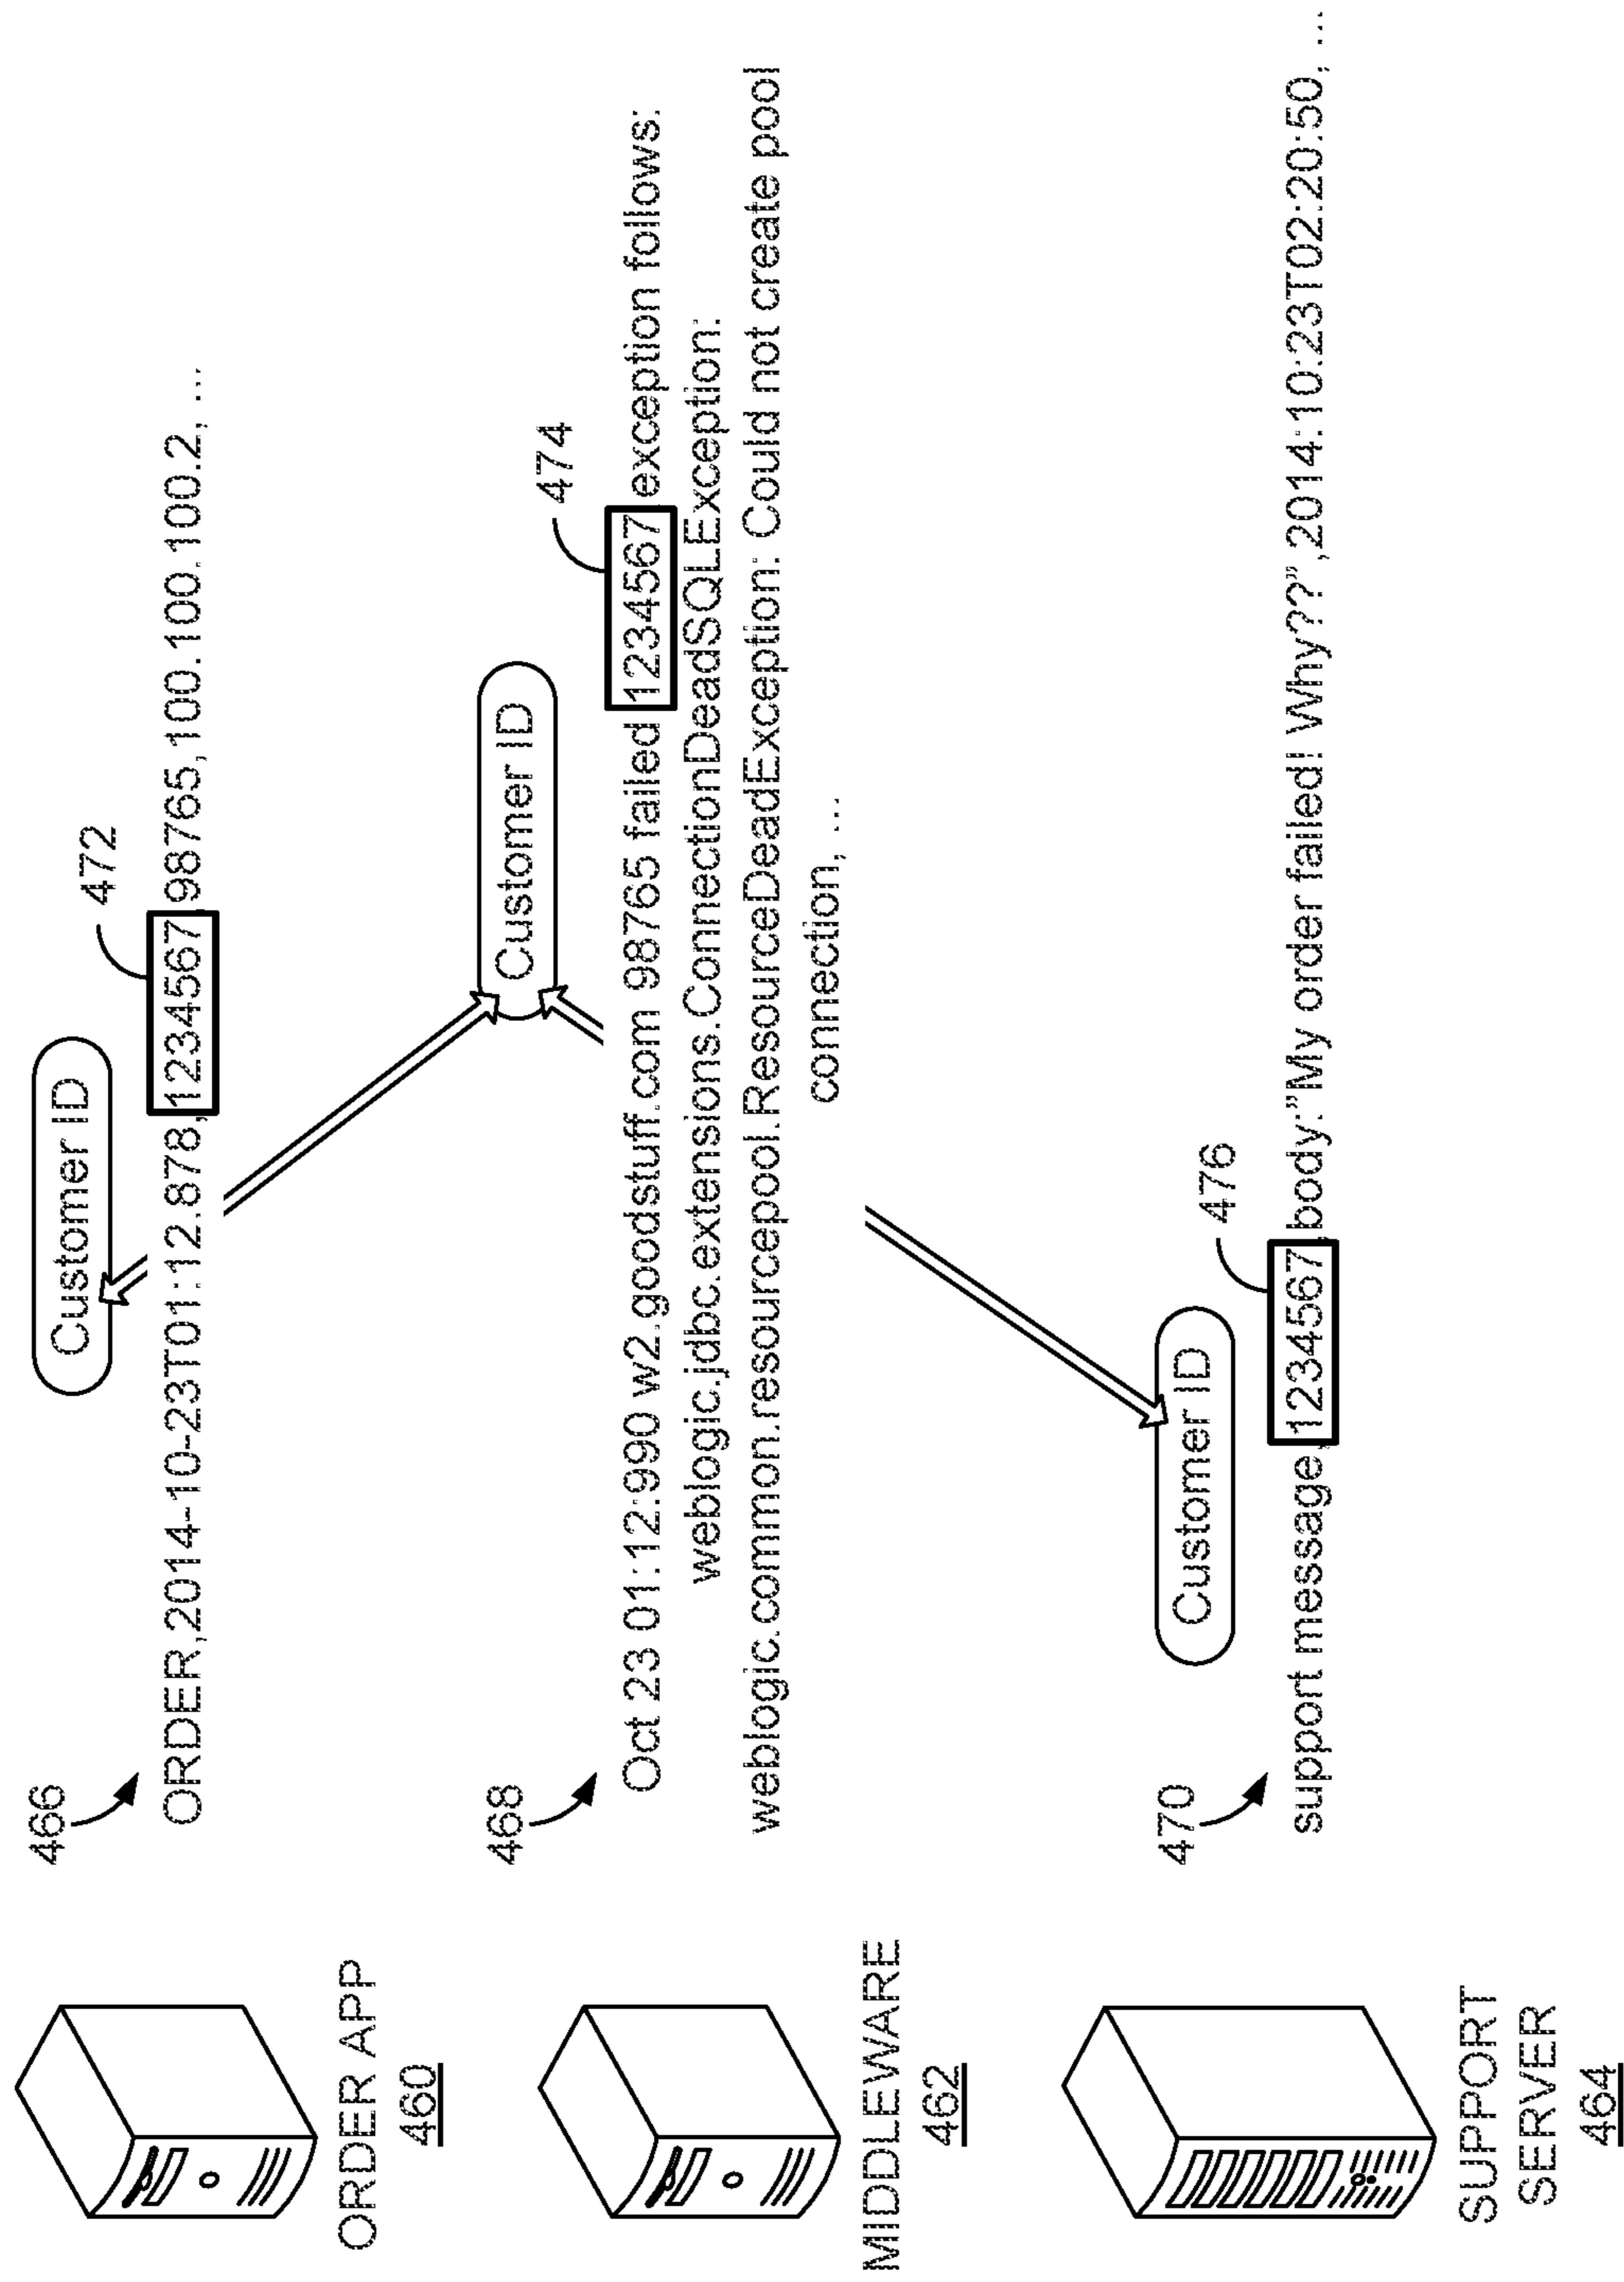 ORDER APP
460
466
Customer ID
472
ORDER,2014-10-23T01:12.878,1234567,98765,100.100.100.2, ...
MIDDLEWARE
462
468
Customer ID
474
Oct 23 01:12:990 w2.goodstuff.com 98765 failed 1234567 exception follows:
weblogic.jdbc.extensions.ConnectionDeadSQLException:
weblogic.common.resourcepool.ResourceDeadException: Could not create pool
connection, ...
SUPPORT
SERVER
464
470
Customer ID
476
support message,1234567,body:"My order failed! Why??",2014:10:23T02:20:50, ...